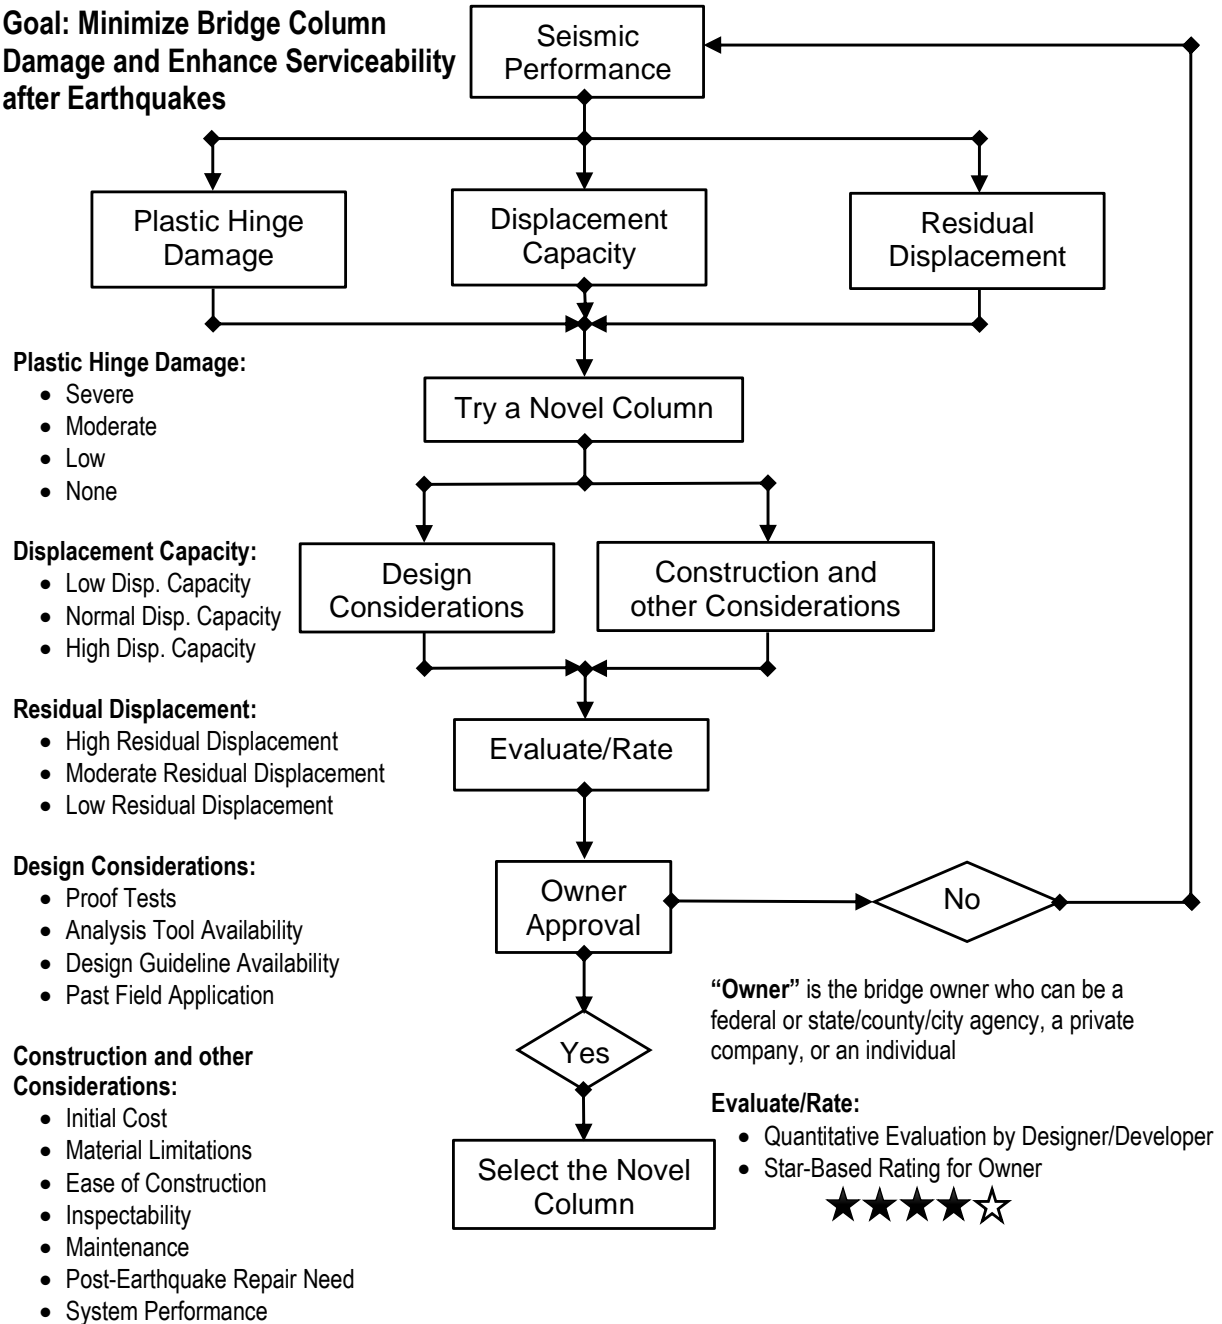 Goal: Minimize Bridge Column
Damage and Enhance Serviceability
after Earthquakes
Seismic
Performance
Plastic Hinge
Damage
Displacement
Capacity
Residual
Displacement
Try a Novel Column
Design
Considerations
Construction and
other Considerations
Evaluate/Rate
Owner
Approval
No
Yes
Select the Novel
Column
Plastic Hinge Damage:
• Severe
• Moderate
• Low
• None
Displacement Capacity:
• Low Disp. Capacity
• Normal Disp. Capacity
• High Disp. Capacity
Residual Displacement:
• High Residual Displacement
• Moderate Residual Displacement
• Low Residual Displacement
Design Considerations:
• Proof Tests
• Analysis Tool Availability
• Design Guideline Availability
• Past Field Application
Construction and other
Considerations:
• Initial Cost
• Material Limitations
• Ease of Construction
• Inspectability
• Maintenance
• Post-Earthquake Repair Need
• System Performance
“Owner” is the bridge owner who can be a
federal or state/county/city agency, a private
company, or an individual
Evaluate/Rate:
• Quantitative Evaluation by Designer/Developer
• Star-Based Rating for Owner
★★★★☆